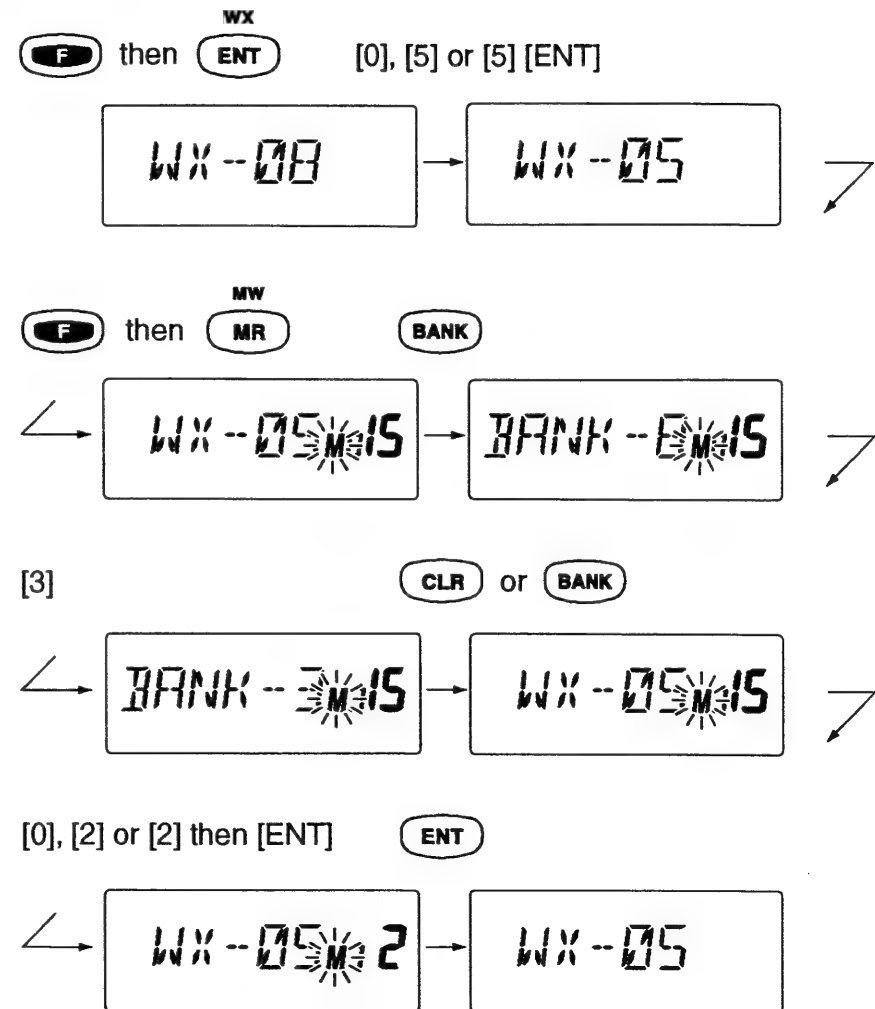 WX
F then ENT [0], [5] or [5] [ENT]
WX--08 WX--05
MW
F then MR BANK
WX--05 M 15 BANK--E M 15
[3] CLR or BANK
BANK--3 M 15 WX--05 M 15
[0], [2] or [2] then [ENT] ENT
WX--05 M 2 WX--05